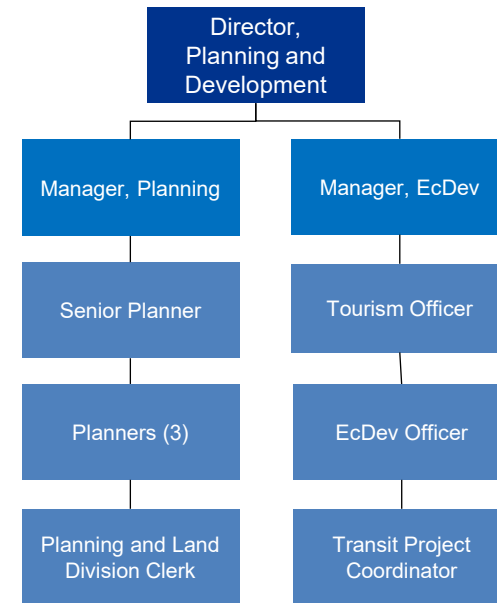 Director,
Planning and
Development
Manager, Planning
Manager, EcDev
Senior Planner
Tourism Officer
Planners (3)
EcDev Officer
Planning and Land
Division Clerk
Transit Project
Coordinator